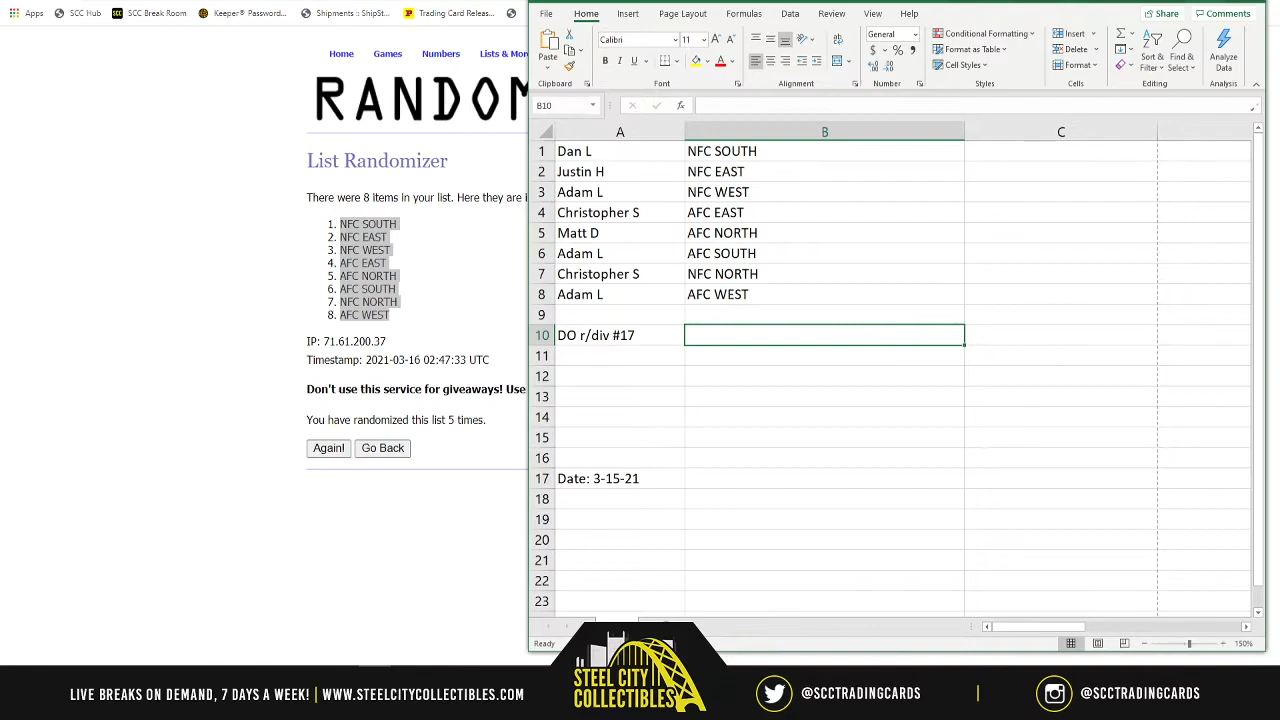 Apps SCC Hub SCC Break Room Keeper® Password... Shipments :: ShipSt... Trading Card Releas...
Home Games Numbers Lists & Mor
RANDOM
List Randomizer
There were 8 items in your list. Here they are i
1. NFC SOUTH
2. NFC EAST
3. NFC WEST
4. AFC EAST
5. AFC NORTH
6. AFC SOUTH
7. NFC NORTH
8. AFC WEST
IP: 71.61.200.37
Timestamp: 2021-03-16 02:47:33 UTC
Don't use this service for giveaways! Use
You have randomized this list 5 times.
Again! Go Back
File Home Insert Page Layout Formulas Data Review View Help Share Comments
Paste Calibri 11 General Conditional Formatting Format as Table Cell Styles Insert Delete Format Sort & Filter Find & Select Analyze Data
Clipboard Font Alignment Number Styles Cells Editing Analysis
B10 fx
A B C
1 Dan L NFC SOUTH
2 Justin H NFC EAST
3 Adam L NFC WEST
4 Christopher S AFC EAST
5 Matt D AFC NORTH
6 Adam L AFC SOUTH
7 Christopher S NFC NORTH
8 Adam L AFC WEST
9
10 DO r/div #17
11
12
13
14
15
16
17 Date: 3-15-21
18
19
20
21
22
23
Ready 150%
LIVE BREAKS ON DEMAND, 7 DAYS A WEEK! | WWW.STEELCITYCOLLECTIBLES.COM
STEEL CITY
COLLECTIBLES
@SCCTRADINGCARDS | @SCCTRADINGCARDS